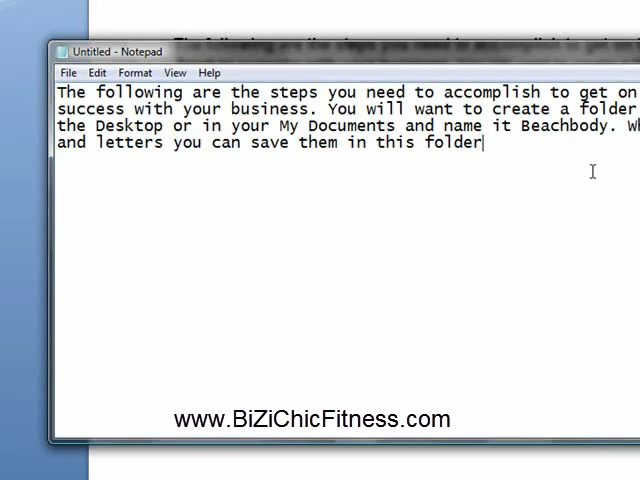 Untitled - Notepad
File Edit Format View Help
The following are the steps you need to accomplish to get on
success with your business. You will want to create a folder
the Desktop or in your My Documents and name it Beachbody. Wh
and letters you can save them in this folder
www.BiZiChicFitness.com